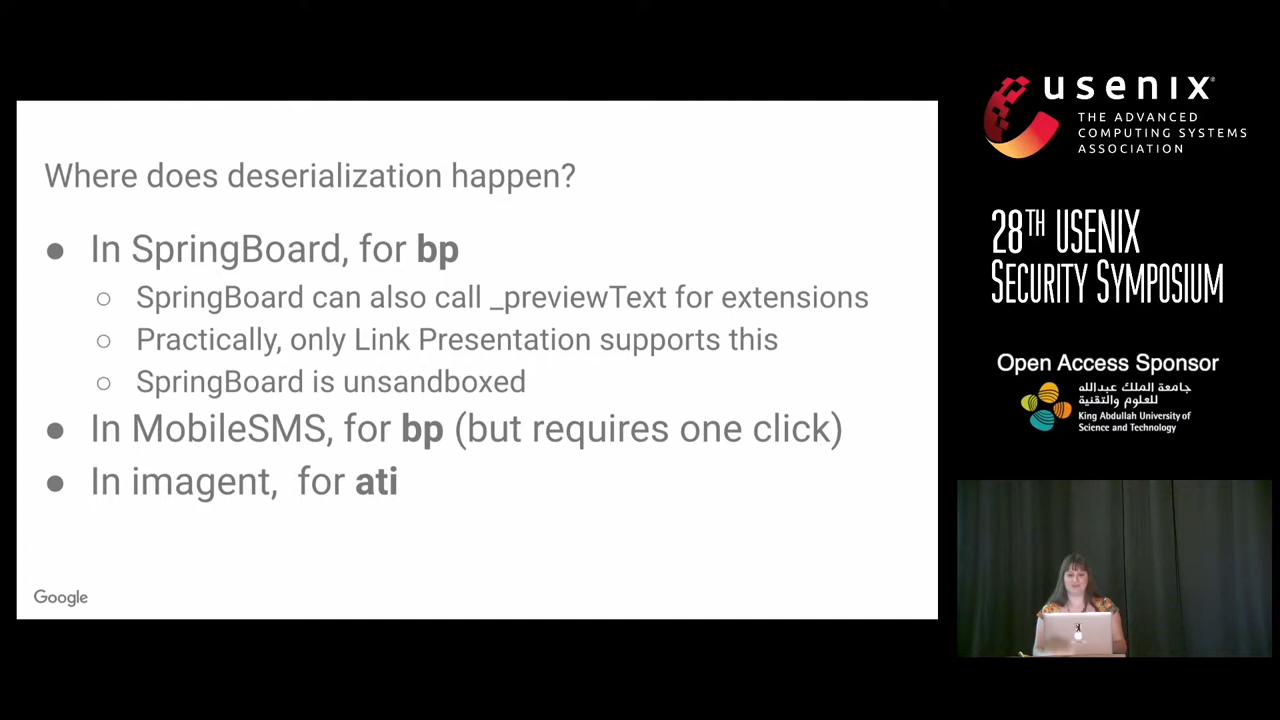 Where does deserialization happen?
● In SpringBoard, for bp
○ SpringBoard can also call _previewText for extensions
○ Practically, only Link Presentation supports this
○ SpringBoard is unsandboxed
● In MobileSMS, for bp (but requires one click)
● In imagent,  for ati
Google
usenix®
THE ADVANCED
COMPUTING SYSTEMS
ASSOCIATION
28TH USENIX
SECURITY SYMPOSIUM
Open Access Sponsor
جامعة الملك عبدالله
للعلوم والتقنية
King Abdullah University of
Science and Technology